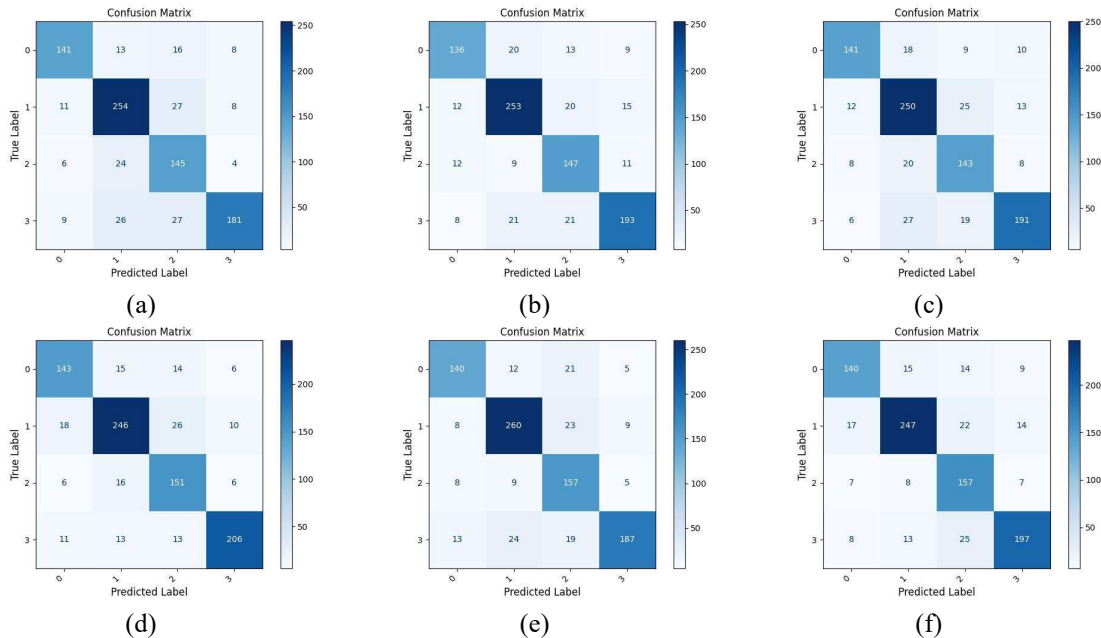 Confusion Matrix
0 141 13 16 8
1 11 254 27 8
2 6 24 145 4
3 9 26 27 181
0 1 2 3
True Label
Predicted Label
250
200
150
100
50
(a)
Confusion Matrix
0 136 20 13 9
1 12 253 20 15
2 12 9 147 11
3 8 21 21 193
0 1 2 3
True Label
Predicted Label
250
200
150
100
50
(b)
Confusion Matrix
0 141 18 9 10
1 12 250 25 13
2 8 20 143 8
3 6 27 19 191
0 1 2 3
True Label
Predicted Label
250
200
150
100
50
(c)
Confusion Matrix
0 143 15 14 6
1 18 246 26 10
2 6 16 151 6
3 11 13 13 206
0 1 2 3
True Label
Predicted Label
200
150
100
50
(d)
Confusion Matrix
0 140 12 21 5
1 8 260 23 9
2 8 9 157 5
3 13 24 19 187
0 1 2 3
True Label
Predicted Label
250
200
150
100
50
(e)
Confusion Matrix
0 140 15 14 9
1 17 247 22 14
2 7 8 157 7
3 8 13 25 197
0 1 2 3
True Label
Predicted Label
200
150
100
50
(f)